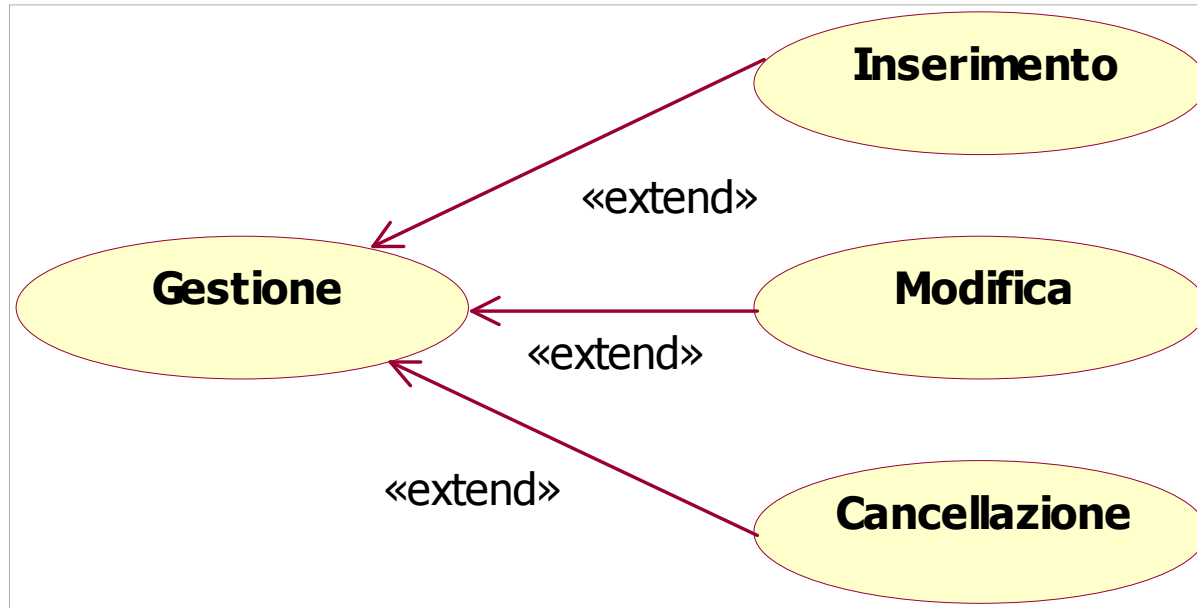 Inserimento
«extend»
Gestione
Modifica
«extend»
«extend»
Cancellazione